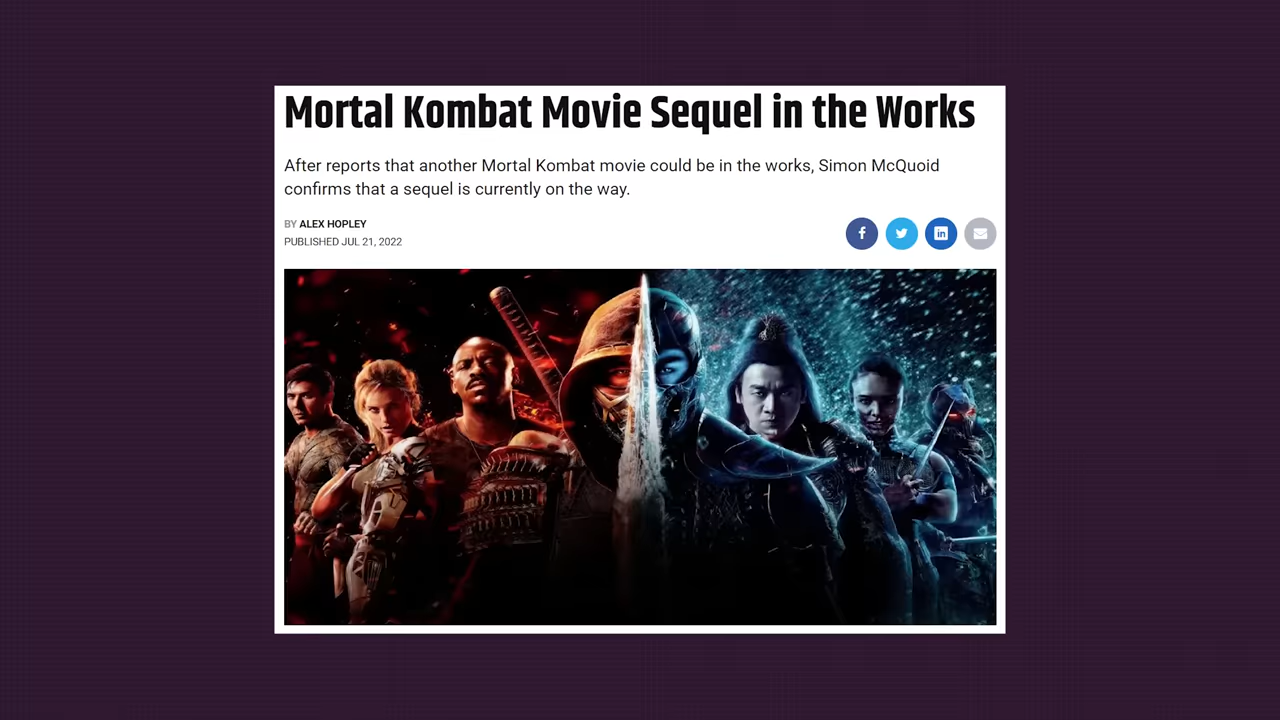 Mortal Kombat Movie Sequel in the Works
After reports that another Mortal Kombat movie could be in the works, Simon McQuoid
confirms that a sequel is currently on the way.
BY ALEX HOPLEY
PUBLISHED JUL 21, 2022